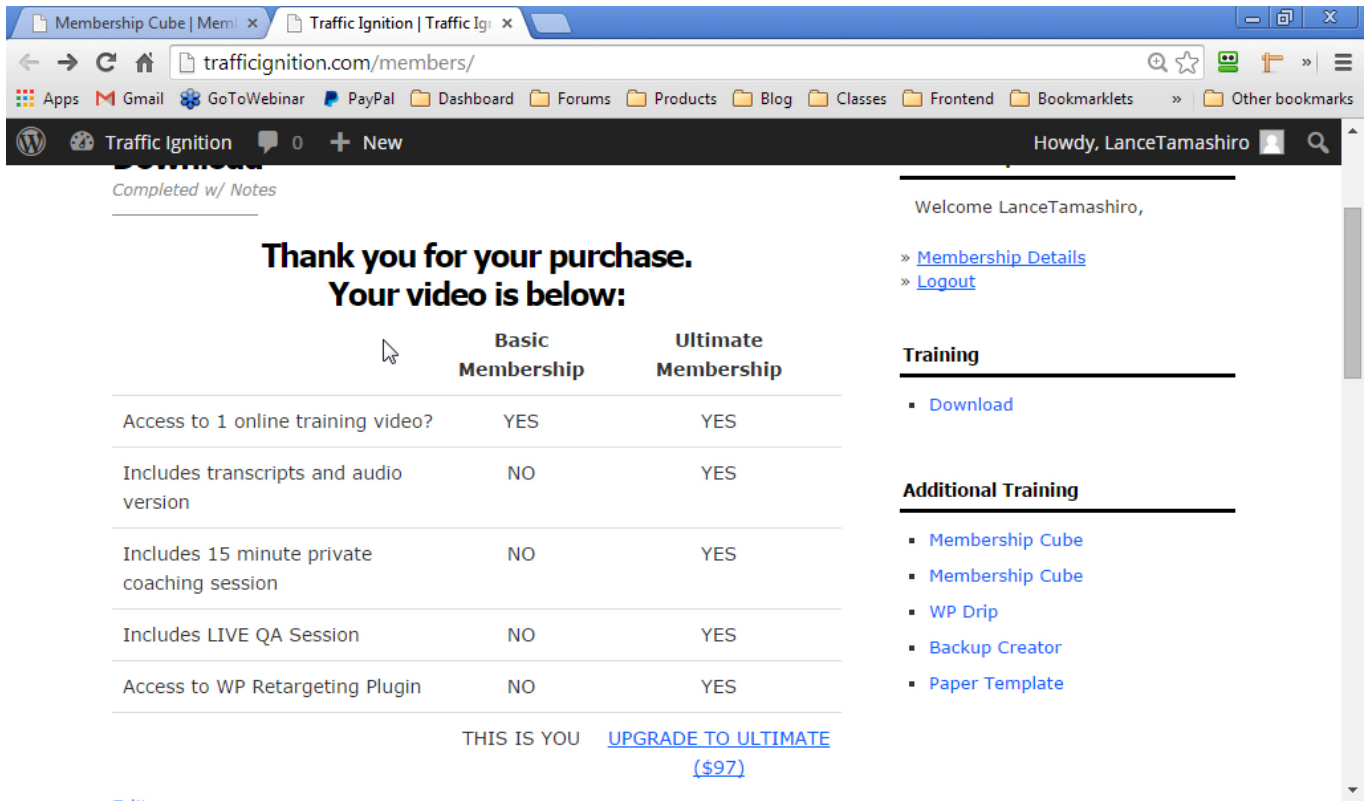 Membership Cube | Mem
Traffic Ignition | Traffic Ig
trafficignition.com/members/
Apps Gmail GoToWebinar PayPal Dashboard Forums Products Blog Classes Frontend Bookmarklets » Other bookmarks
Traffic Ignition 0 + New Howdy, LanceTamashiro
Download
Completed w/ Notes
Thank you for your purchase.
Your video is below:
Basic Membership Ultimate Membership
Access to 1 online training video? YES YES
Includes transcripts and audio version NO YES
Includes 15 minute private coaching session NO YES
Includes LIVE QA Session NO YES
Access to WP Retargeting Plugin NO YES
THIS IS YOU UPGRADE TO ULTIMATE ($97)
Welcome LanceTamashiro,
» Membership Details
» Logout
Training
Download
Additional Training
Membership Cube
Membership Cube
WP Drip
Backup Creator
Paper Template